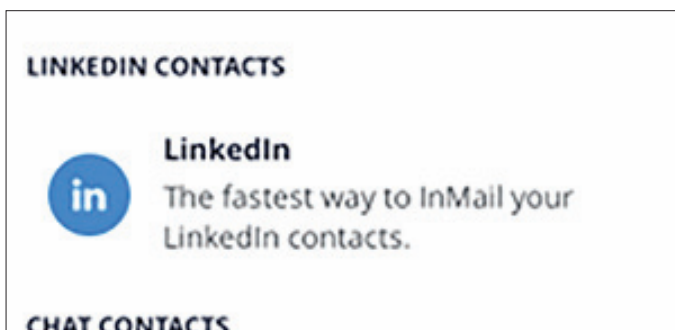 LINKEDIN CONTACTS
LinkedIn
in
The fastest way to InMail your
LinkedIn contacts.
CHAT CONTACTS